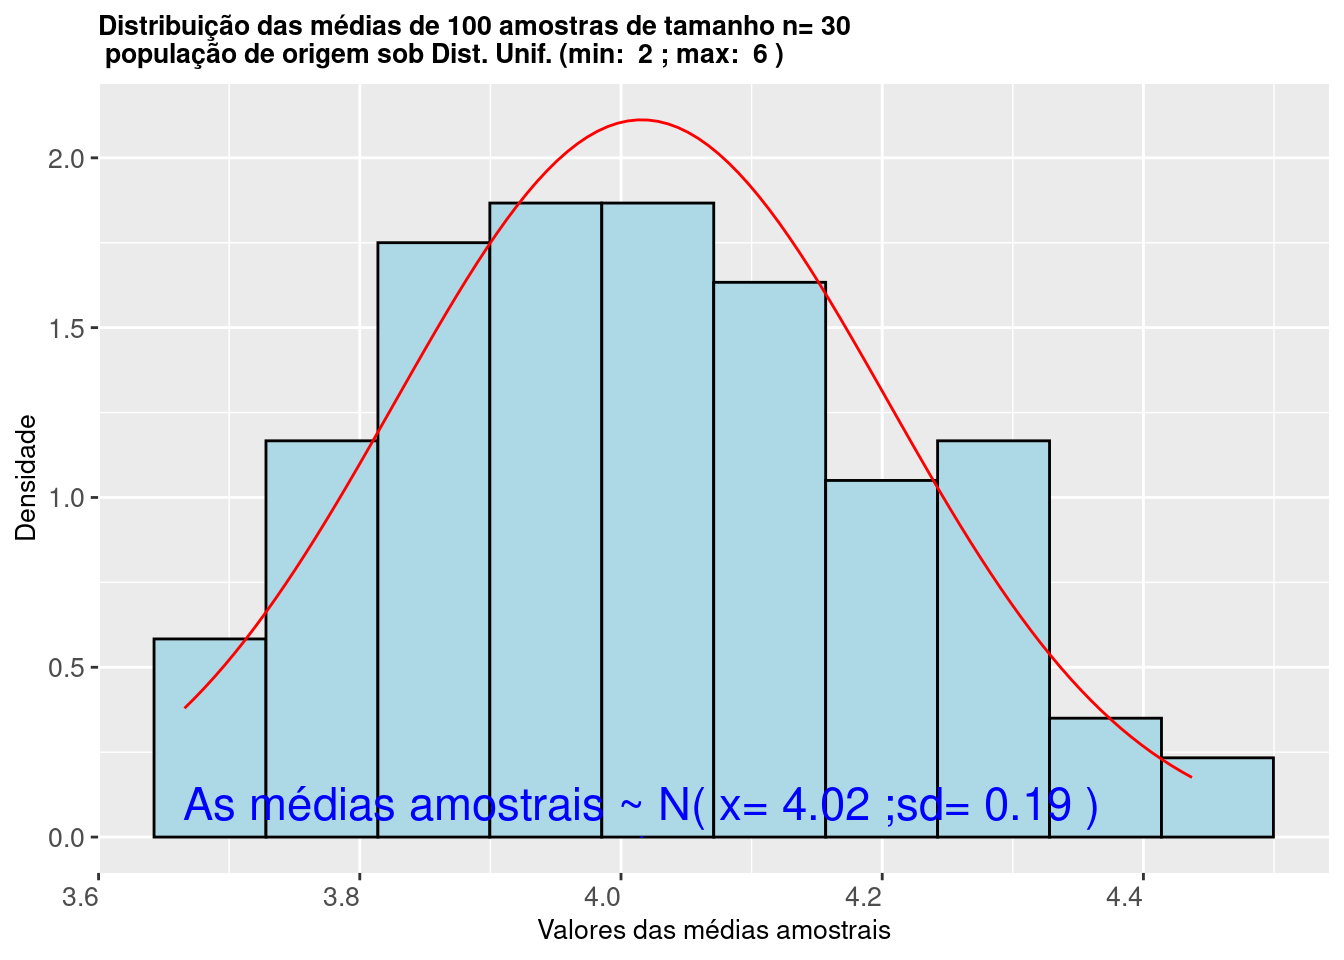 Distribuição das médias de 100 amostras de tamanho n= 30
população de origem sob Dist. Unif. (min:  2 ; max:  6 )
Densidade
2.0
1.5
1.0
0.5
0.0
As médias amostrais ~ N( x= 4.02 ;sd= 0.19 )
3.6 3.8 4.0 4.2 4.4
Valores das médias amostrais